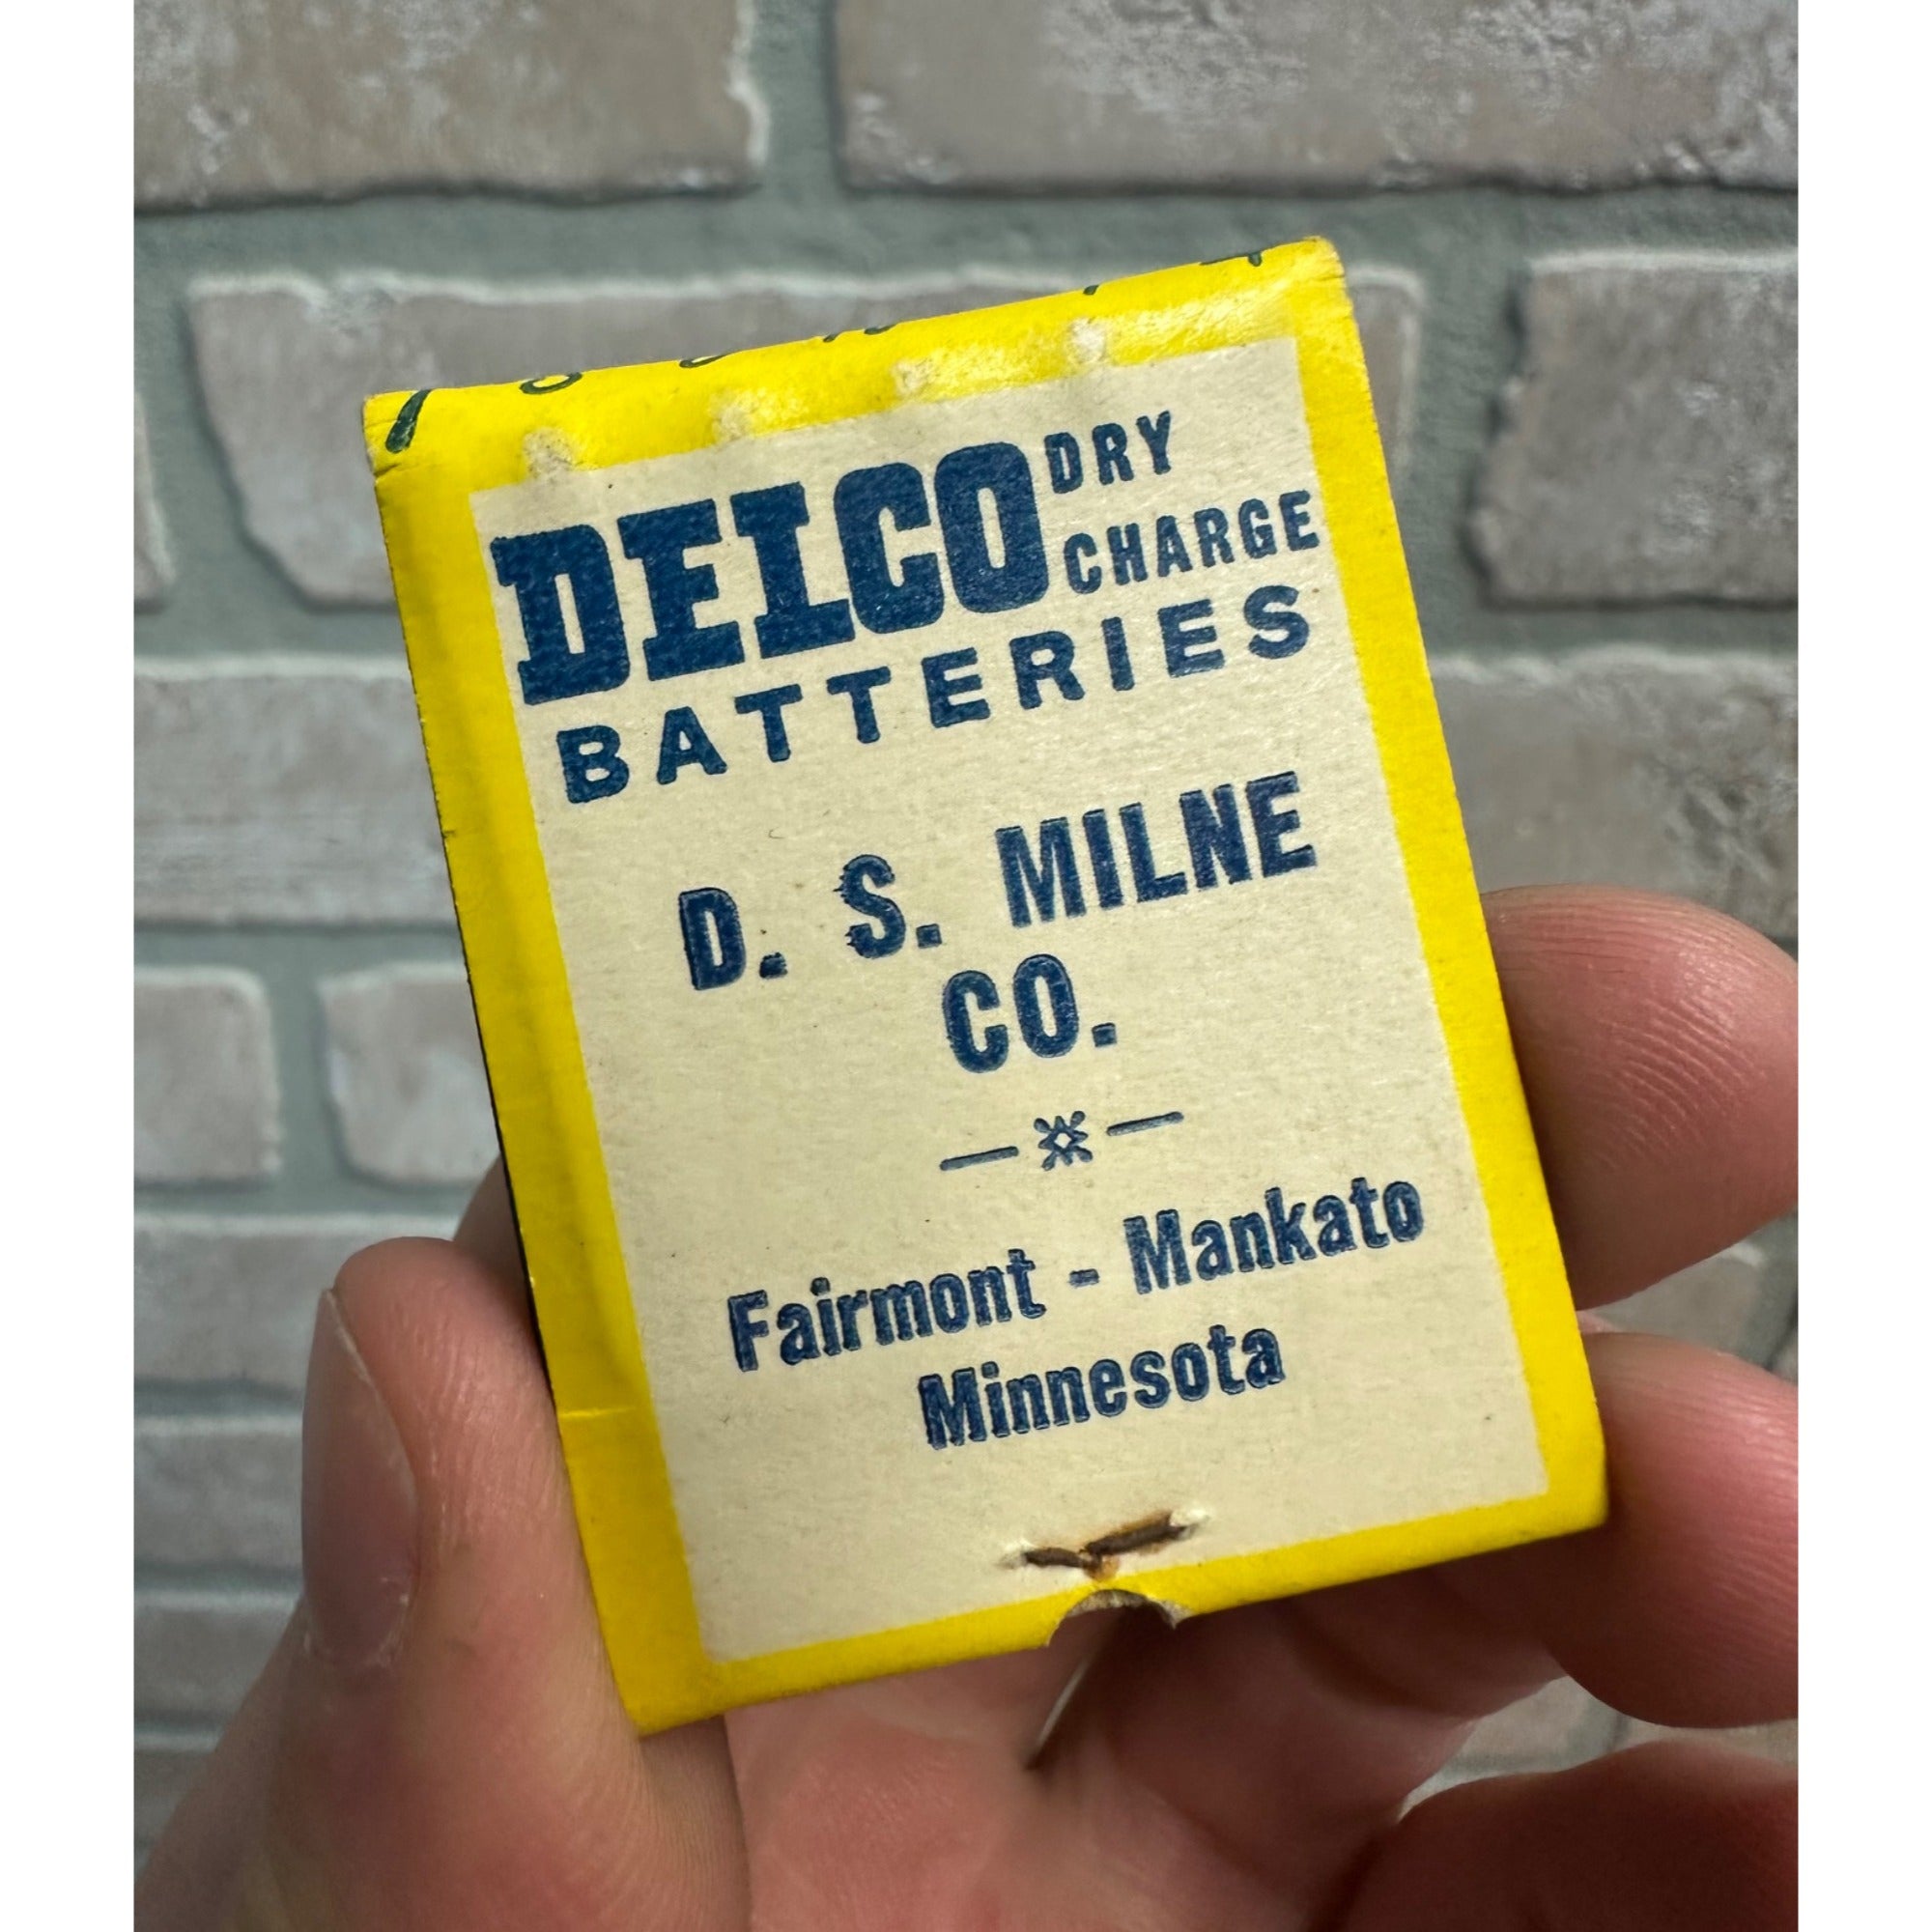 DELCO DRY CHARGE
BATTERIES
D. S. MILNE
CO.
Fairmont - Mankato
Minnesota